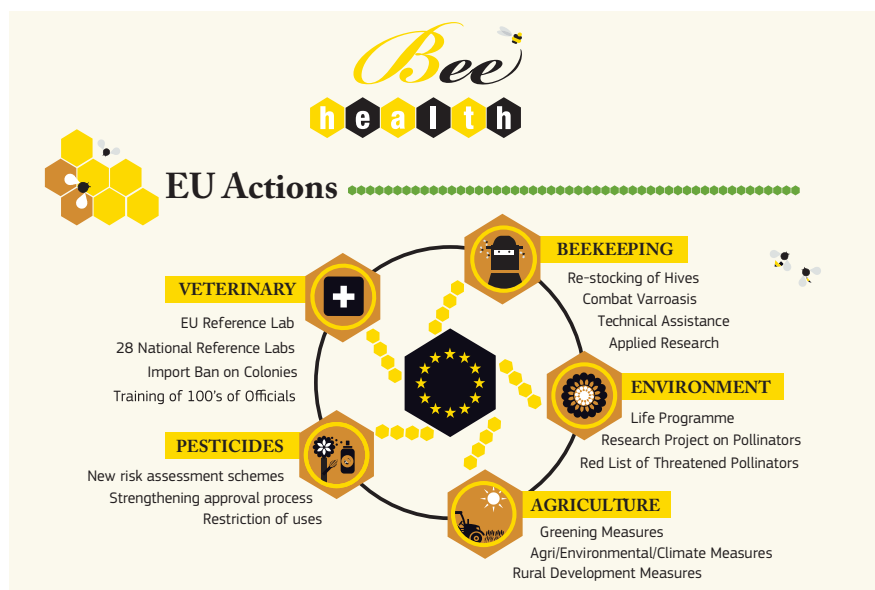 Bee
health
EU Actions
BEEKEEPING
Re-stocking of Hives
Combat Varroasis
Technical Assistance
Applied Research
VETERINARY
EU Reference Lab
28 National Reference Labs
Import Ban on Colonies
Training of 100's of Officials
ENVIRONMENT
Life Programme
Research Project on Pollinators
Red List of Threatened Pollinators
PESTICIDES
New risk assessment schemes
Strengthening approval process
Restriction of uses
AGRICULTURE
Greening Measures
Agri/Environmental/Climate Measures
Rural Development Measures